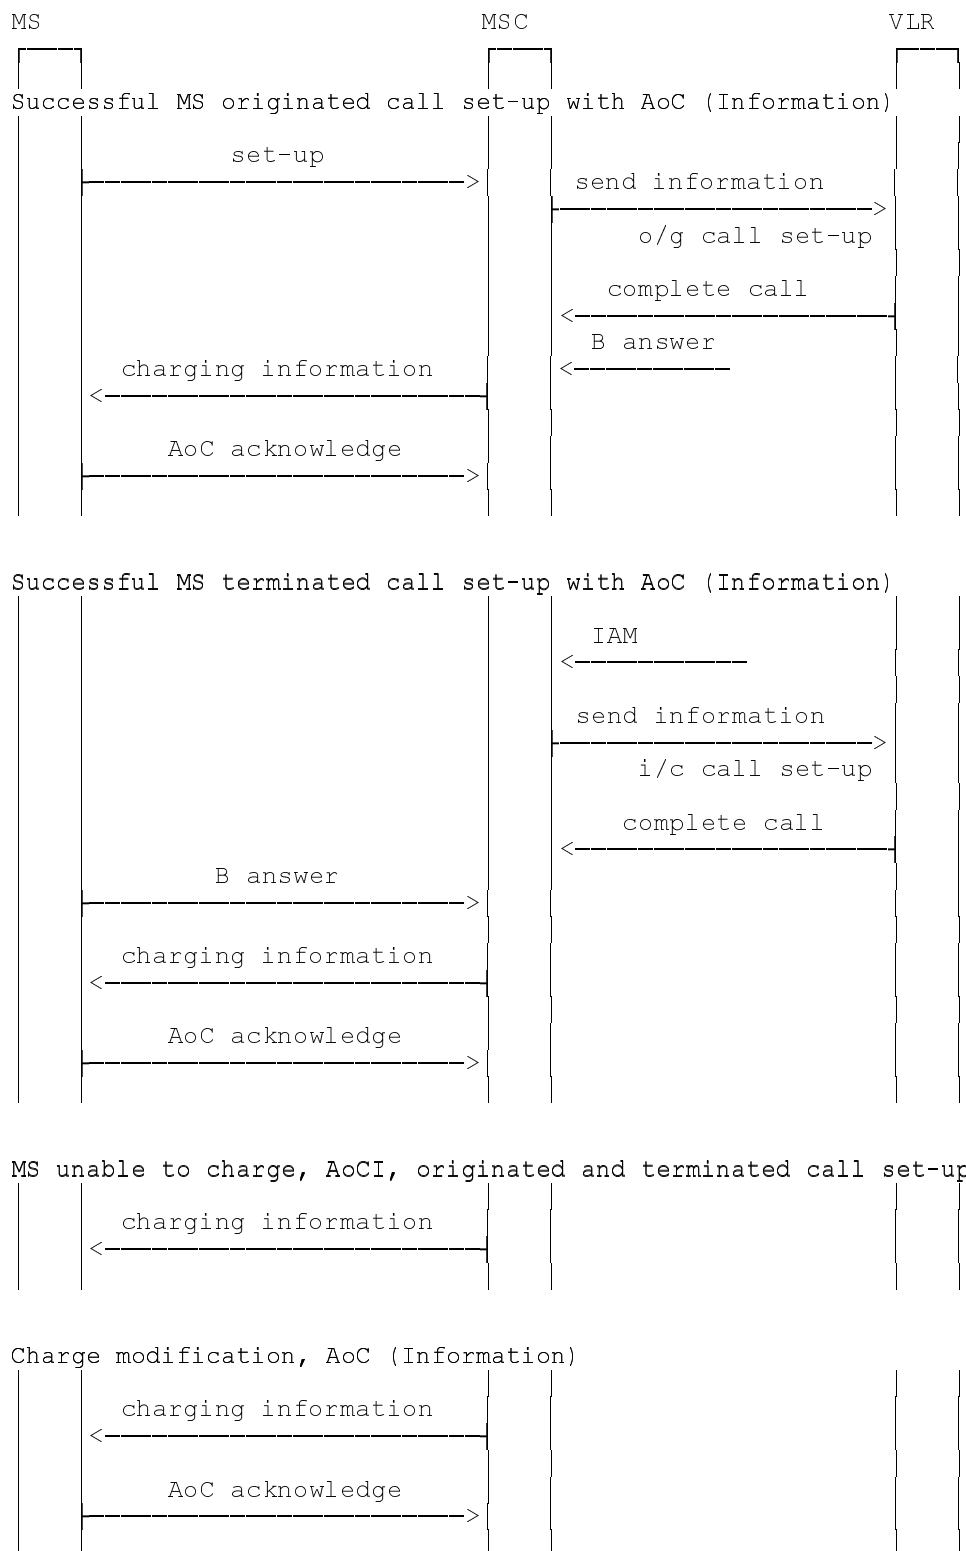 MS MSC VLR
Successful MS originated call set-up with AoC (Information)
set-up
send information
o/g call set-up
complete call
B answer
charging information
AoC acknowledge
Successful MS terminated call set-up with AoC (Information)
IAM
send information
i/c call set-up
complete call
B answer
charging information
AoC acknowledge
MS unable to charge, AoCI, originated and terminated call set-up
charging information
Charge modification, AoC (Information)
charging information
AoC acknowledge